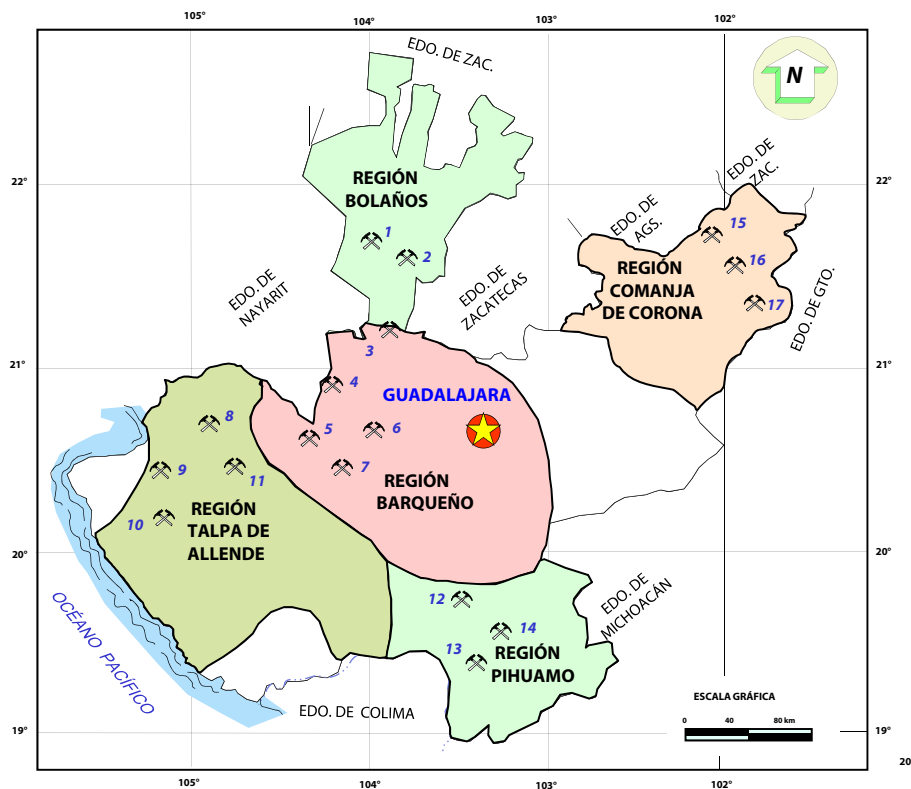 105°
104°
103°
102°
EDO. DE ZAC.
N
EDO. DE
ZAC.
22°
22°
REGIÓN
BOLAÑOS
EDO. DE
AGS.
15
1
2
16
REGIÓN
COMANJA
DE CORONA
17
EDO. DE
NAYARIT
EDO. DE
ZACATECAS
EDO. DE GTO.
3
21°
21°
4
GUADALAJARA
8
5
6
9
11
7
REGIÓN
BARQUEÑO
10
REGIÓN
TALPA DE
ALLENDE
20°
20°
OCÉANO PACÍFICO
12
EDO. DE
MICHOACÁN
14
13
REGIÓN
PIHUAMO
EDO. DE COLIMA
ESCALA GRÁFICA
0 40 80 km
19°
19°
20
105°
104°
103°
102°